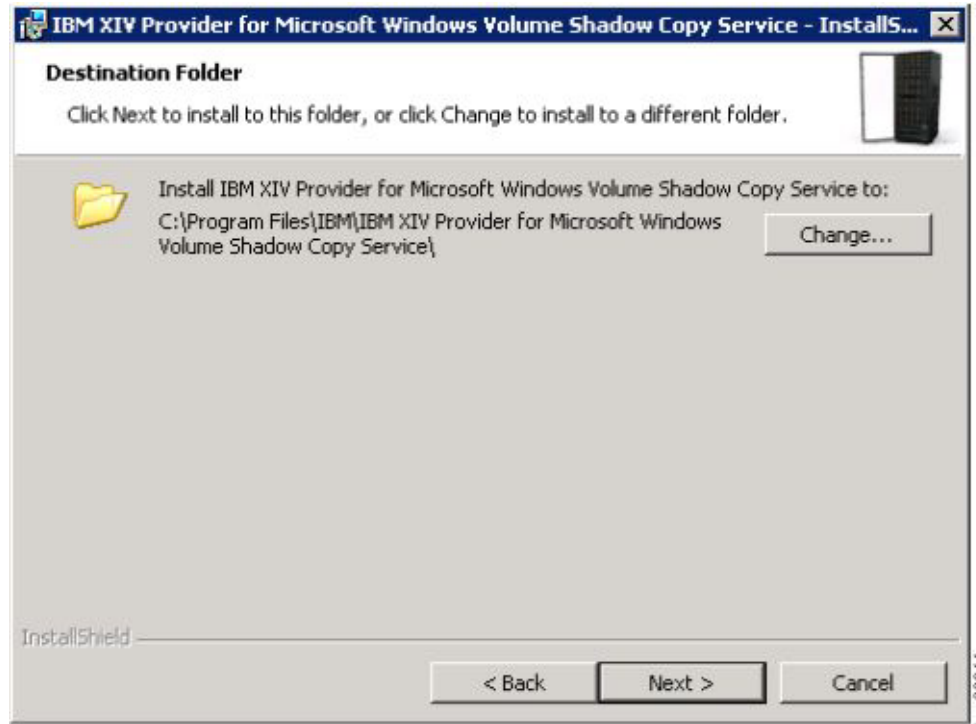 IBM XIV Provider for Microsoft Windows Volume Shadow Copy Service - InstallS...
Destination Folder
Click Next to install to this folder, or click Change to install to a different folder.
Install IBM XIV Provider for Microsoft Windows Volume Shadow Copy Service to:
C:\Program Files\IBM\IBM XIV Provider for Microsoft Windows
Volume Shadow Copy Service\
Change...
InstallShield
< Back
Next >
Cancel